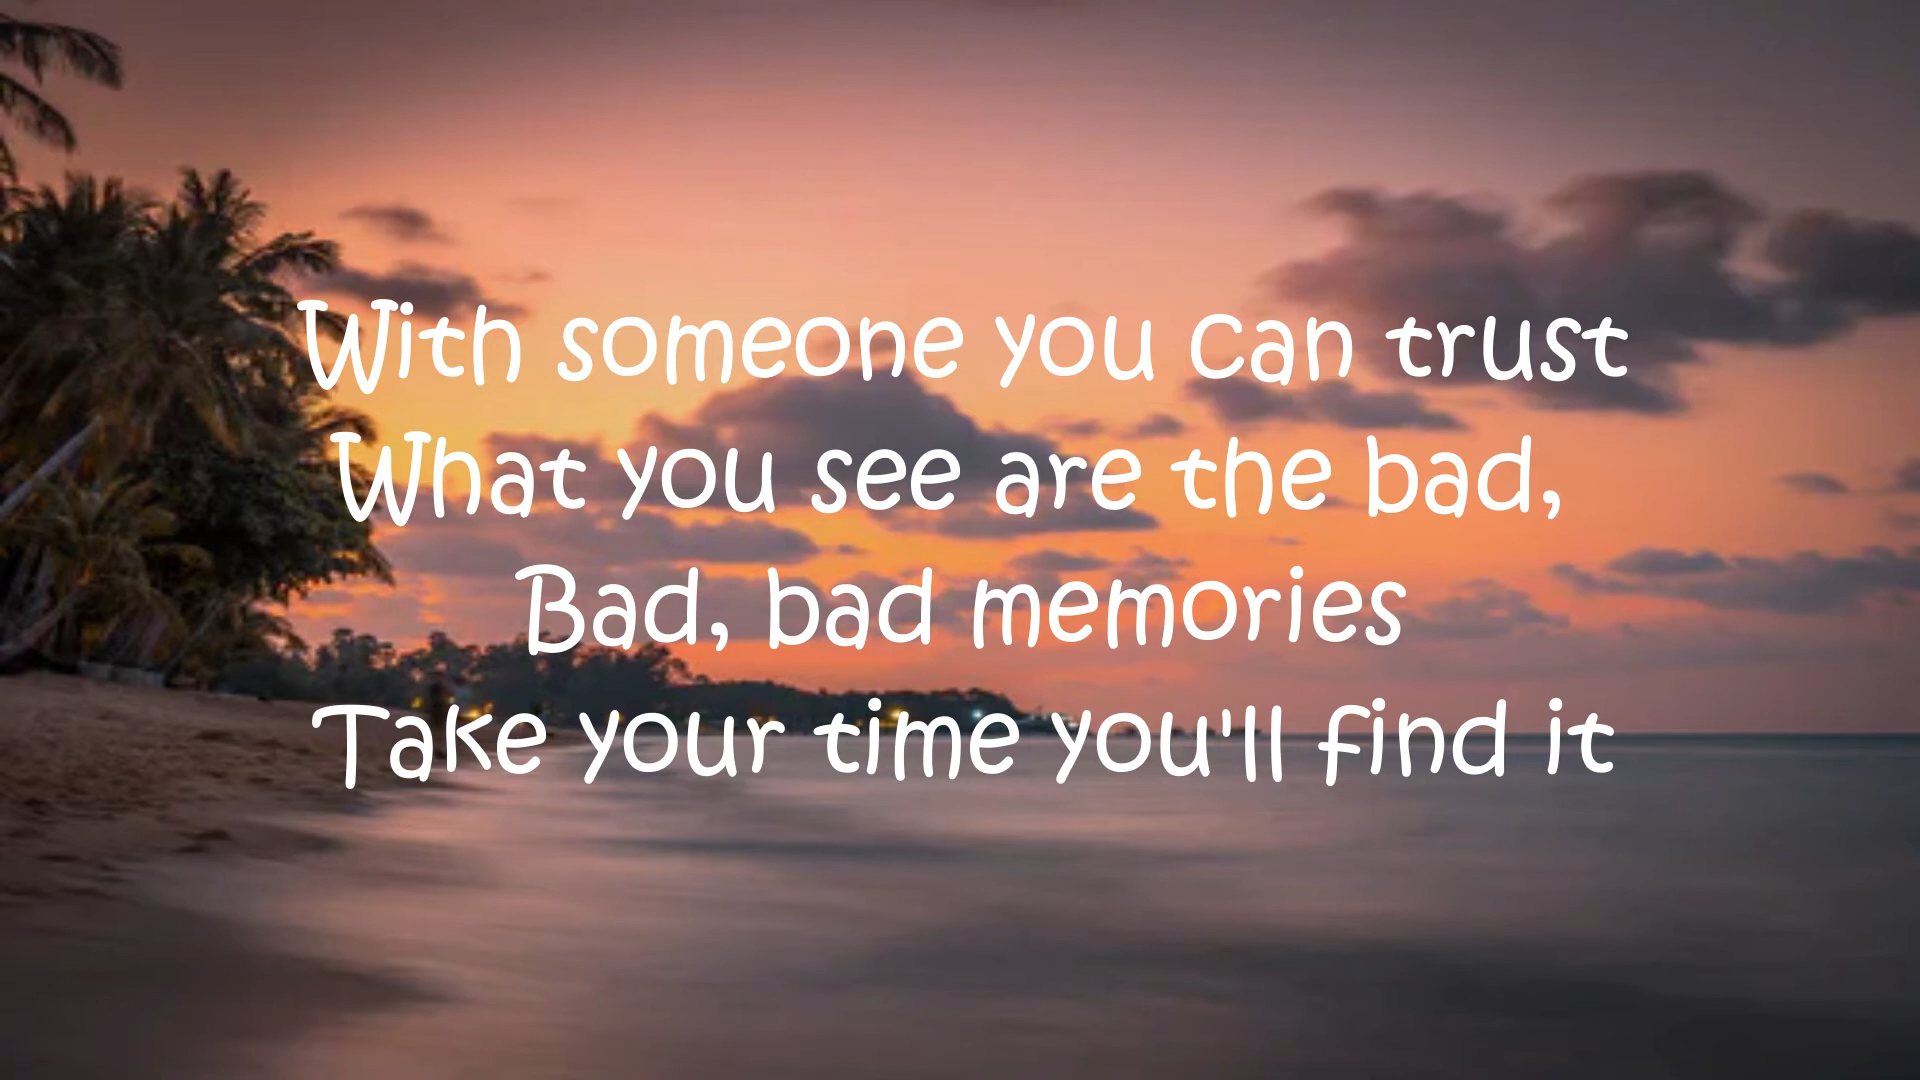 With someone you can trust
What you see are the bad,
Bad, bad memories
Take your time you'll find it